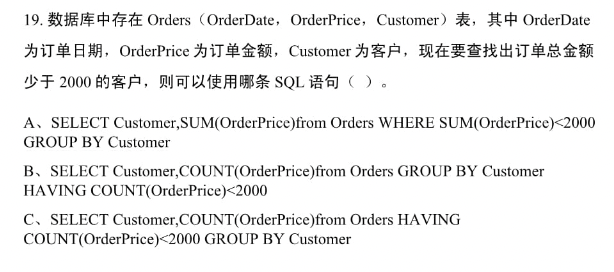 19. 数据库中存在 Orders（OrderDate，OrderPrice，Customer）表，其中 OrderDate
为订单日期，OrderPrice 为订单金额，Customer 为客户，现在要查找出订单总金额
少于 2000 的客户，则可以使用哪条 SQL 语句（ ）。
A、SELECT Customer,SUM(OrderPrice)from Orders WHERE SUM(OrderPrice)<2000
GROUP BY Customer
B、SELECT Customer,COUNT(OrderPrice)from Orders GROUP BY Customer
HAVING COUNT(OrderPrice)<2000
C、SELECT Customer,COUNT(OrderPrice)from Orders HAVING
COUNT(OrderPrice)<2000 GROUP BY Customer